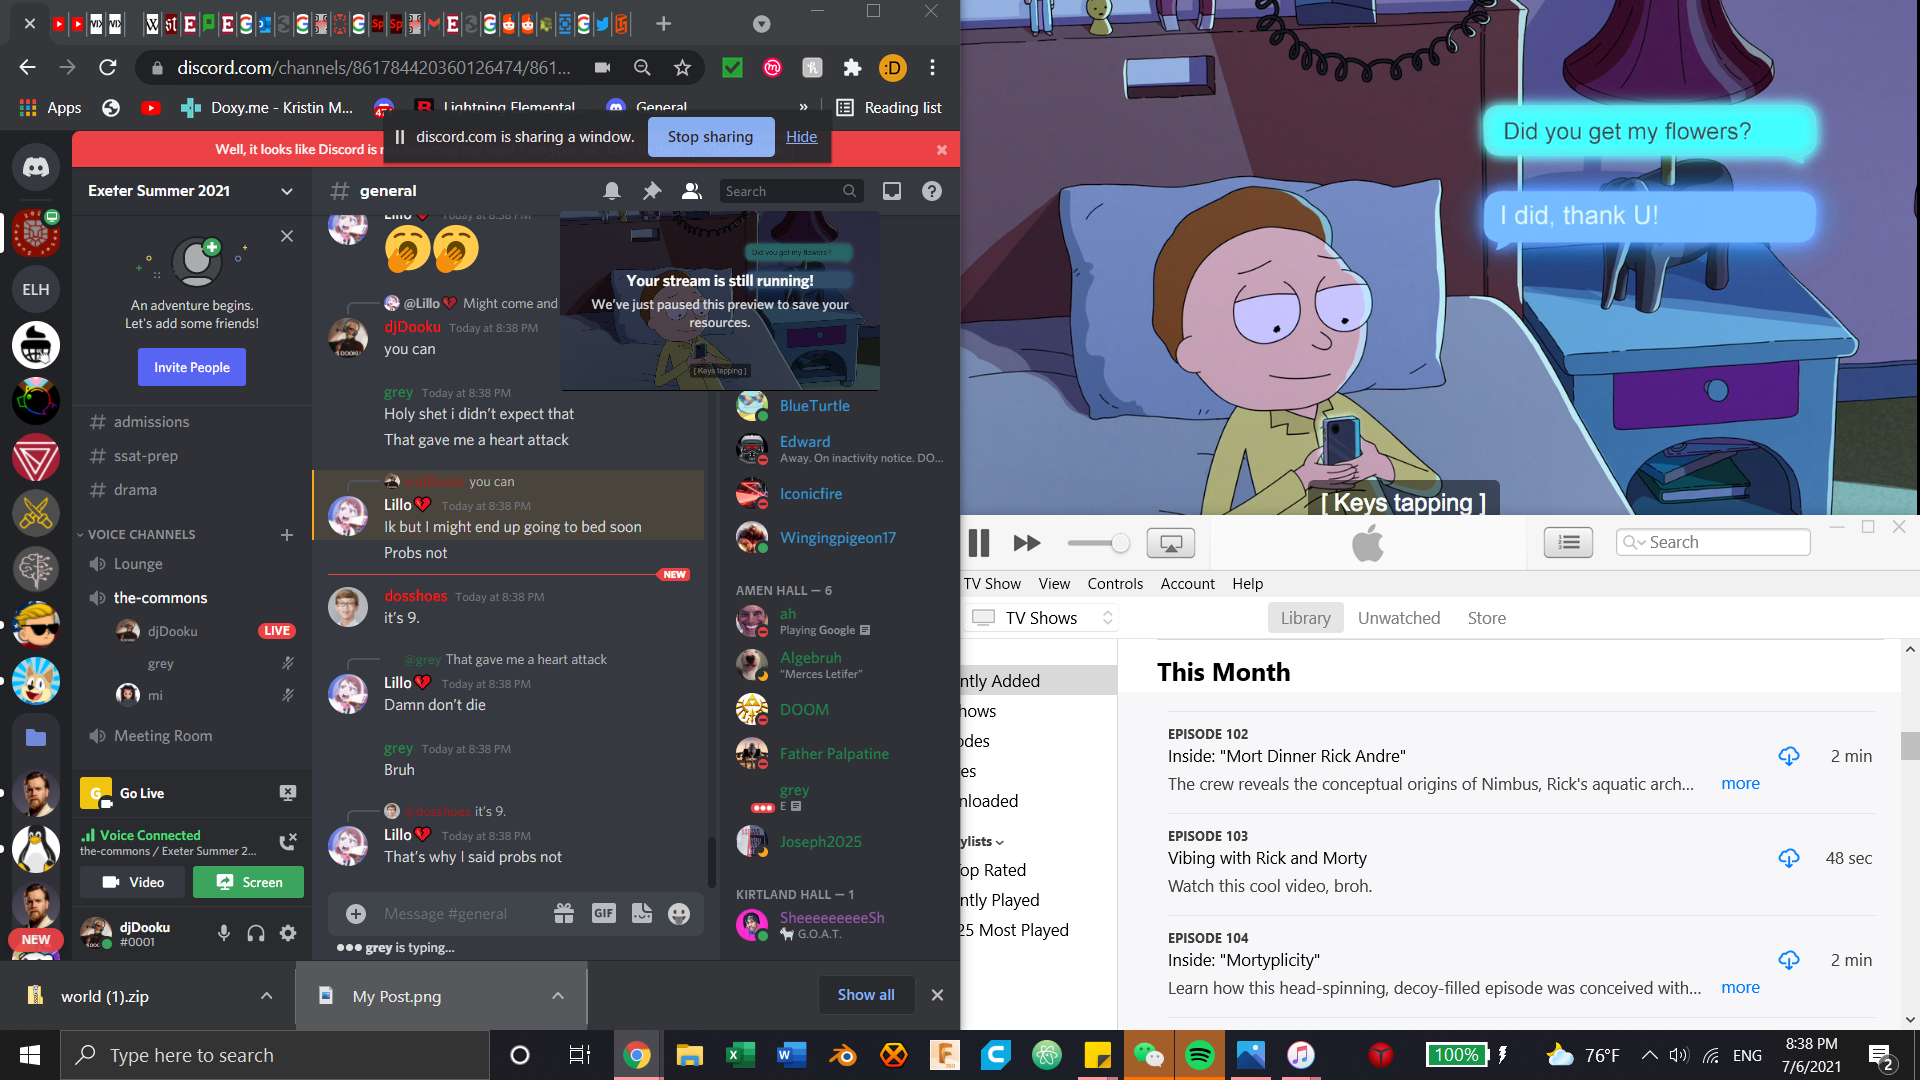 discord.com/channels/861784420360126474/861...
Apps
Doxy.me - Kristin M...
Lightning Elemental
General
»
Reading list
discord.com is sharing a window.
Stop sharing
Hide
Well, it looks like Discord is
Exeter Summer 2021
general
Search
An adventure begins.
Let's add some friends!
Invite People
ELH
# admissions
# ssat-prep
# drama
VOICE CHANNELS
Lounge
the-commons
djDooku
LIVE
grey
mi
Meeting Room
Go Live
Voice Connected
the-commons / Exeter Summer 2...
Video
Screen
djDooku
#0001
NEW
Lillo Today at 8:38 PM
@Lillo Might come and
djDooku Today at 8:38 PM
you can
grey Today at 8:38 PM
Holy shet i didn't expect that
That gave me a heart attack
you can
Lillo Today at 8:38 PM
Ik but I might end up going to bed soon
Probs not
NEW
dosshoes Today at 8:38 PM
it's 9.
@grey That gave me a heart attack
Lillo Today at 8:38 PM
Damn don't die
grey Today at 8:38 PM
Bruh
@dosshoes it's 9.
Lillo Today at 8:38 PM
That's why I said probs not
Message #general
GIF
grey is typing...
Did you get my flowers?
Your stream is still running!
We've just paused this preview to save your
resources.
[ Keys tapping ]
BlueTurtle
Edward
Away. On inactivity notice. DO...
Iconicfire
Wingingpigeon17
AMEN HALL — 6
ah
Playing Google
Algebruh
"Merces Letifer"
DOOM
Father Palpatine
grey
E
Joseph2025
KIRTLAND HALL — 1
SheeeeeeeeeSh
G.O.A.T.
world (1).zip
My Post.png
Show all
Did you get my flowers?
I did, thank U!
[ Keys tapping ]
Search
TV Show
View
Controls
Account
Help
TV Shows
Library
Unwatched
Store
ntly Added
hows
odes
es
nloaded
ylists
op Rated
ntly Played
25 Most Played
This Month
EPISODE 102
Inside: "Mort Dinner Rick Andre"
2 min
The crew reveals the conceptual origins of Nimbus, Rick's aquatic arch...
more
EPISODE 103
Vibing with Rick and Morty
48 sec
Watch this cool video, broh.
EPISODE 104
Inside: "Mortyplicity"
2 min
Learn how this head-spinning, decoy-filled episode was conceived with...
more
Type here to search
100%
76°F
ENG
8:38 PM
7/6/2021
2